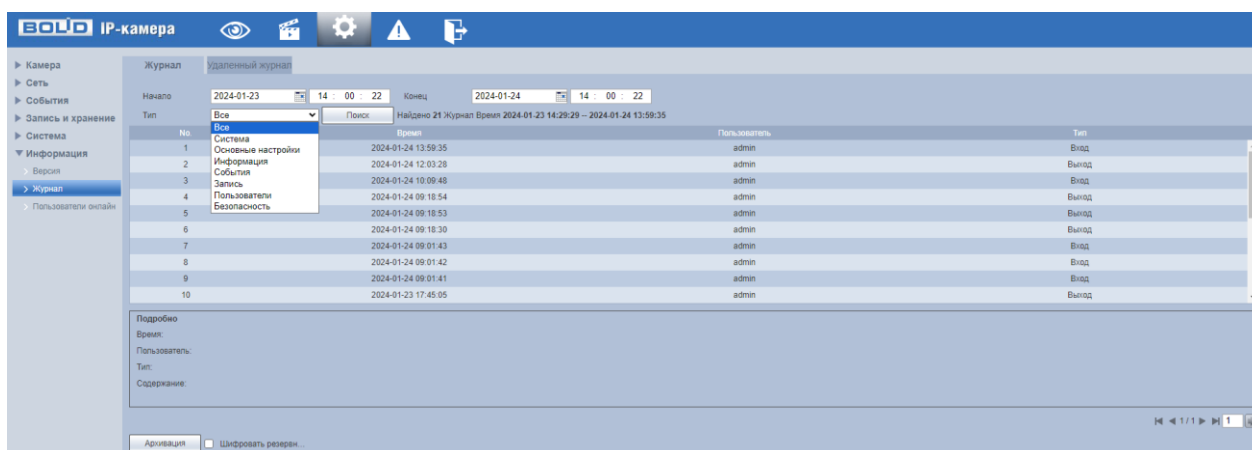 BOLID IP-камера
Журнал Удаленный журнал
Начало 2024-01-23 14 : 00 : 22 Конец 2024-01-24 14 : 00 : 22
Тип Все Поиск Найдено 21 Журнал Время 2024-01-23 14:29:29 -- 2024-01-24 13:59:35
Все
Система
Основные настройки
Информация
События
Запись
Пользователи
Безопасность
Камера
Сеть
События
Запись и хранение
Система
Информация
Версия
Журнал
Пользователи онлайн
No. Время Пользователь Тип
1 2024-01-24 13:59:35 admin Вход
2 2024-01-24 12:03:28 admin Выход
3 2024-01-24 10:09:48 admin Вход
4 2024-01-24 09:18:54 admin Выход
5 2024-01-24 09:18:53 admin Выход
6 2024-01-24 09:18:30 admin Выход
7 2024-01-24 09:01:43 admin Вход
8 2024-01-24 09:01:42 admin Вход
9 2024-01-24 09:01:41 admin Вход
10 2024-01-23 17:45:05 admin Выход
Подробно
Время:
Пользователь:
Тип:
Содержание:
1 / 1 1
Архивация Шифровать резерви...